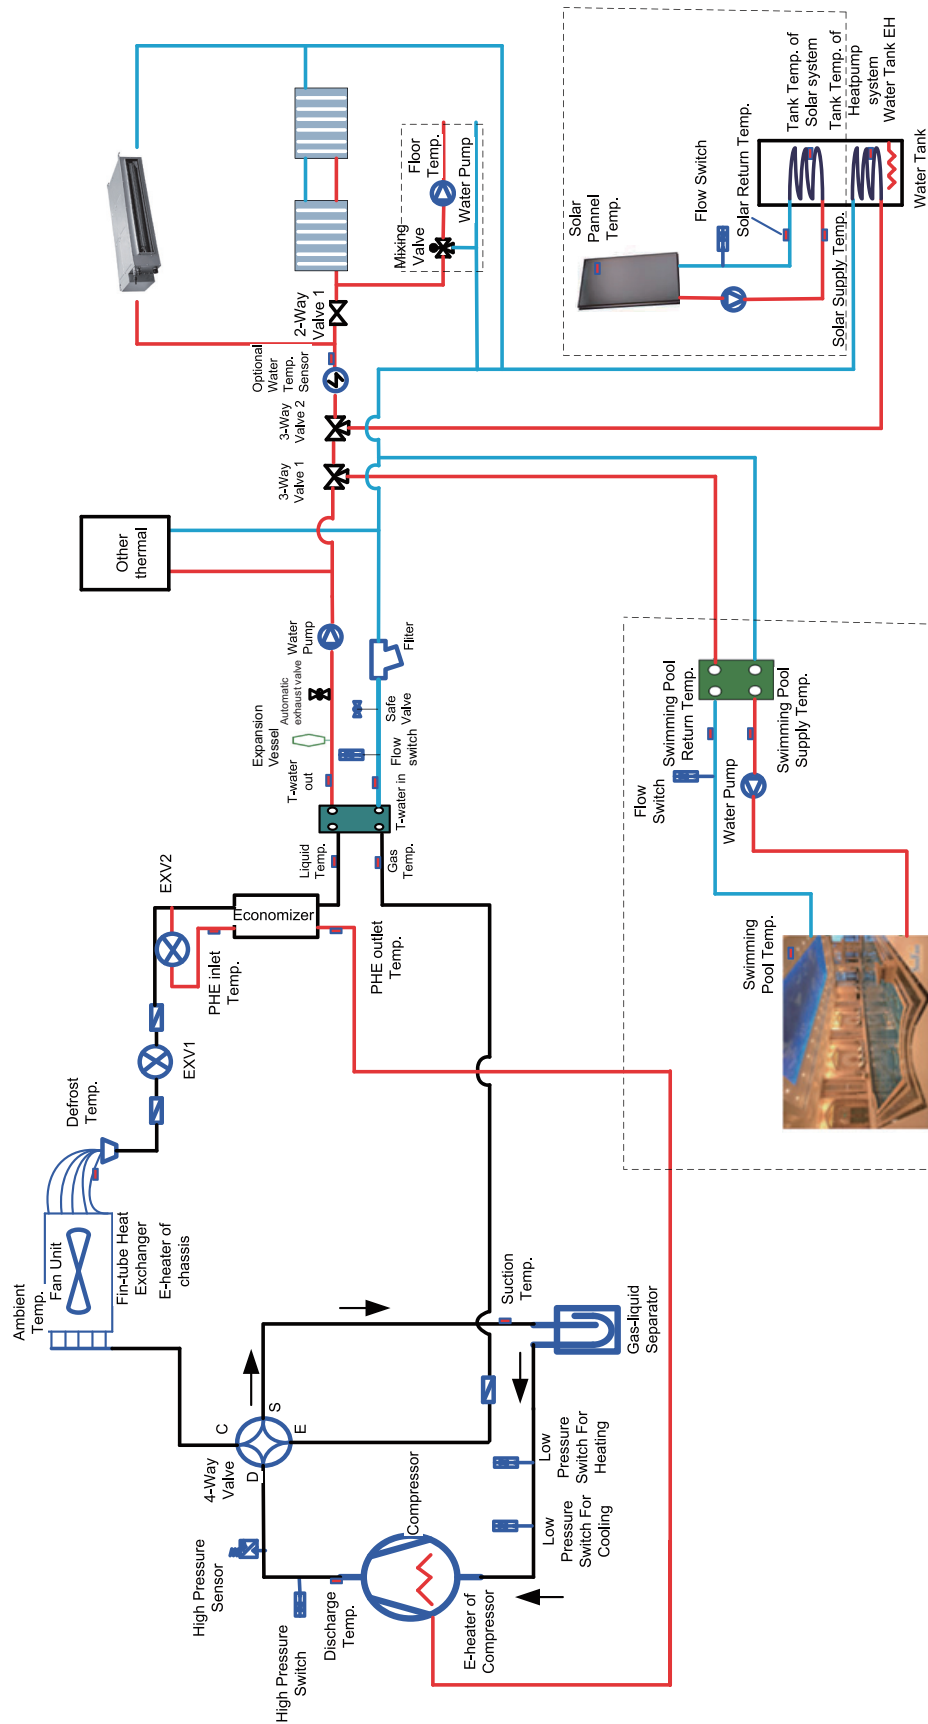 Ambient
Temp.
Fan Unit
Fin-tube Heat
Exchanger
E-heater of
chassis
Defrost
Temp.
EXV1
EXV2
PHE inlet
Temp.
Economizer
PHE outlet
Temp.
Liquid
Temp.
Gas
Temp.
4-Way
Valve
C
D
S
E
High Pressure
Sensor
High Pressure
Switch
Discharge
Temp.
Compressor
E-heater of
Compressor
Low
Pressure
Switch For
Cooling
Low
Pressure
Switch For
Heating
Suction
Temp.
Gas-liquid
Separator
Expansion
Vessel
T-water
out
Automatic
exhaust valve
Water
Pump
T-water in
Flow
switch
Safe
Valve
Fliter
Other
thermal
3-Way
Valve 1
3-Way
Valve 2
Optional
Water
Temp.
Sensor
2-Way
Valve 1
Mixing
Valve
Floor
Temp.
Water Pump
Solar
Pannel
Temp.
Flow Switch
Solar Return Temp.
Solar Supply Temp.
Tank Temp. of
Solar system
Tank Temp. of
Heatpump
system
Water Tank EH
Water Tank
Flow
Switch
Swimming Pool
Return Temp.
Water Pump
Swimming Pool
Supply Temp.
Swimming
Pool Temp.